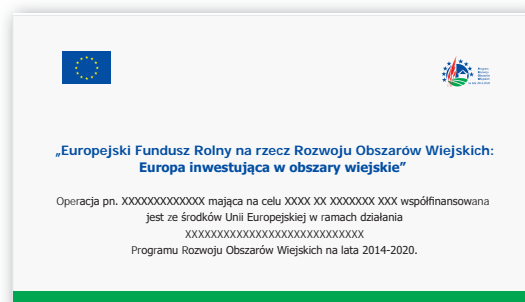 „Europejski Fundusz Rolny na rzecz Rozwoju Obszarów Wiejskich:
Europa inwestująca w obszary wiejskie”
Operacja pn. XXXXXXXXXXXXX mająca na celu XXXX XX XXXXXXX XXX współfinansowana
jest ze środków Unii Europejskiej w ramach działania
XXXXXXXXXXXXXXXXXXXXXXXXXXXX
Programu Rozwoju Obszarów Wiejskich na lata 2014-2020.